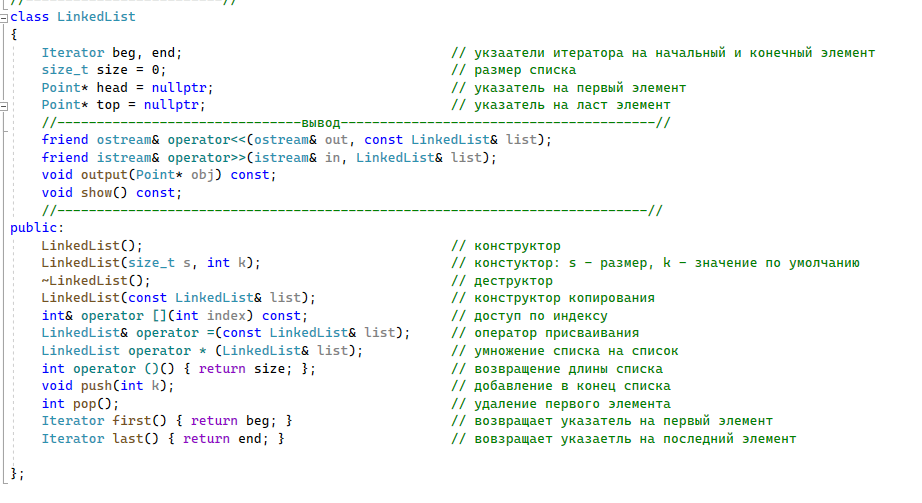 //--------------------------//
class LinkedList
{
Iterator beg, end; // укзаатели итератора на начальный и конечный элемент
size_t size = 0; // размер списка
Point* head = nullptr; // указатель на первый элемент
Point* top = nullptr; // указатель на ласт элемент
//-------------------------------вывод----------------------------------------//
friend ostream& operator<<(ostream& out, const LinkedList& list);
friend istream& operator>>(istream& in, LinkedList& list);
void output(Point* obj) const;
void show() const;
//---------------------------------------------------------------------------//
public:
LinkedList(); // конструктор
LinkedList(size_t s, int k); // констуктор: s - размер, k - значение по умолчанию
~LinkedList(); // деструктор
LinkedList(const LinkedList& list); // конструктор копирования
int& operator [](int index) const; // доступ по индексу
LinkedList& operator =(const LinkedList& list); // оператор присваивания
LinkedList operator * (LinkedList& list); // умножение списка на список
int operator ()() { return size; }; // возвращение длины списка
void push(int k); // добавление в конец списка
int pop(); // удаление первого элемента
Iterator first() { return beg; } // возвращает указатель на первый элемент
Iterator last() { return end; } // вовзращает указаетль на последний элемент
};